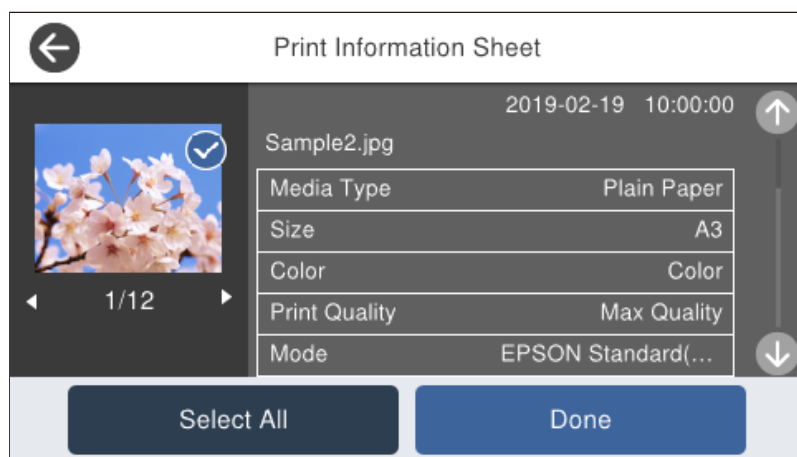 Print Information Sheet
2019-02-19 10:00:00
Sample2.jpg
Media Type Plain Paper
Size A3
Color Color
Print Quality Max Quality
Mode EPSON Standard(...
1/12
Select All Done